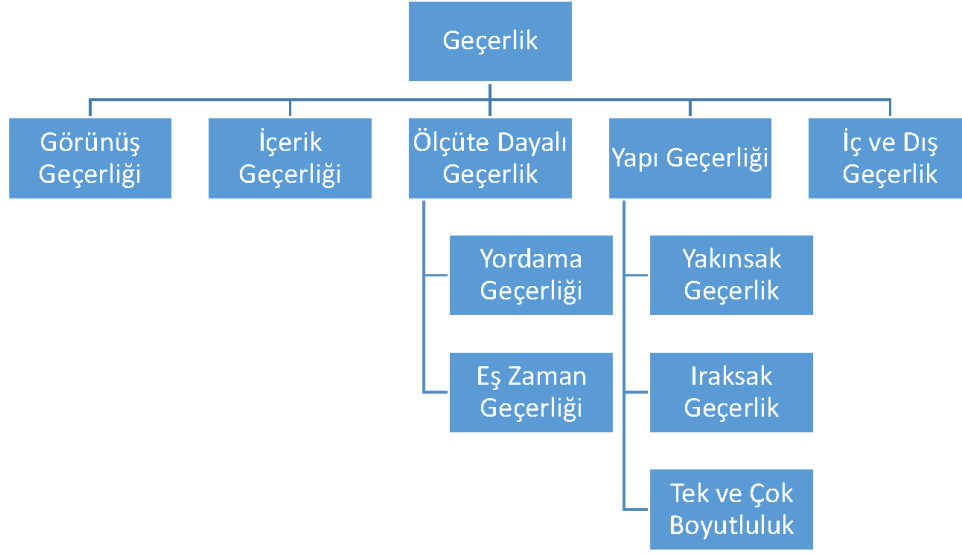 Geçerlik
Görünüş
Geçerliği
İçerik
Geçerliği
Ölçüte Dayalı
Geçerlik
Yapı Geçerliği
İç ve Dış
Geçerlik
Yordama
Geçerliği
Eş Zaman
Geçerliği
Yakınsak
Geçerlik
Iraksak
Geçerlik
Tek ve Çok
Boyutluluk